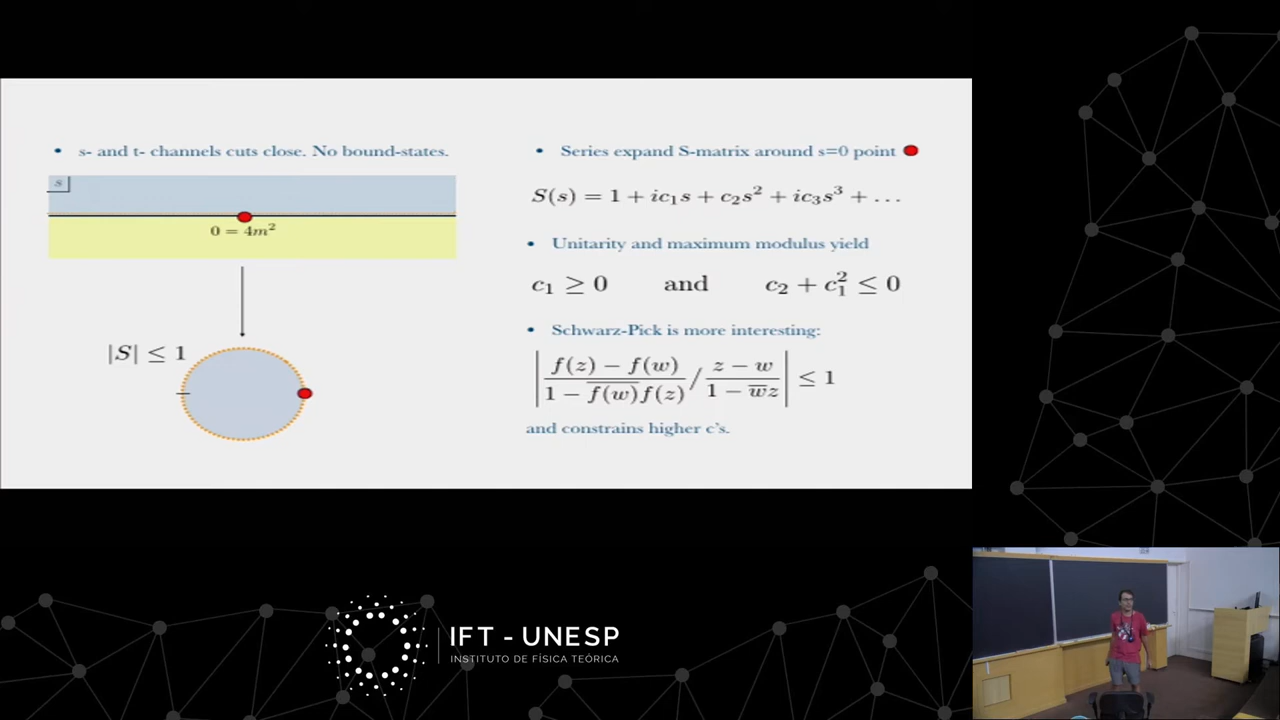 • s- and t- channels cuts close. No bound-states.
s
0 = 4m²
|S| ≤ 1
• Series expand S-matrix around s=0 point
S(s) = 1 + ic₁s + c₂s² + ic₃s³ + ...
• Unitarity and maximum modulus yield
c₁ ≥ 0 and c₂ + c₁² ≤ 0
• Schwarz-Pick is more interesting:
| (f(z) − f(w)) / (1 − f̅(̅w̅)̅f(z)) / (z − w) / (1 − w̅z) | ≤ 1
and constrains higher c's.
IFT - UNESP
INSTITUTO DE FÍSICA TEÓRICA